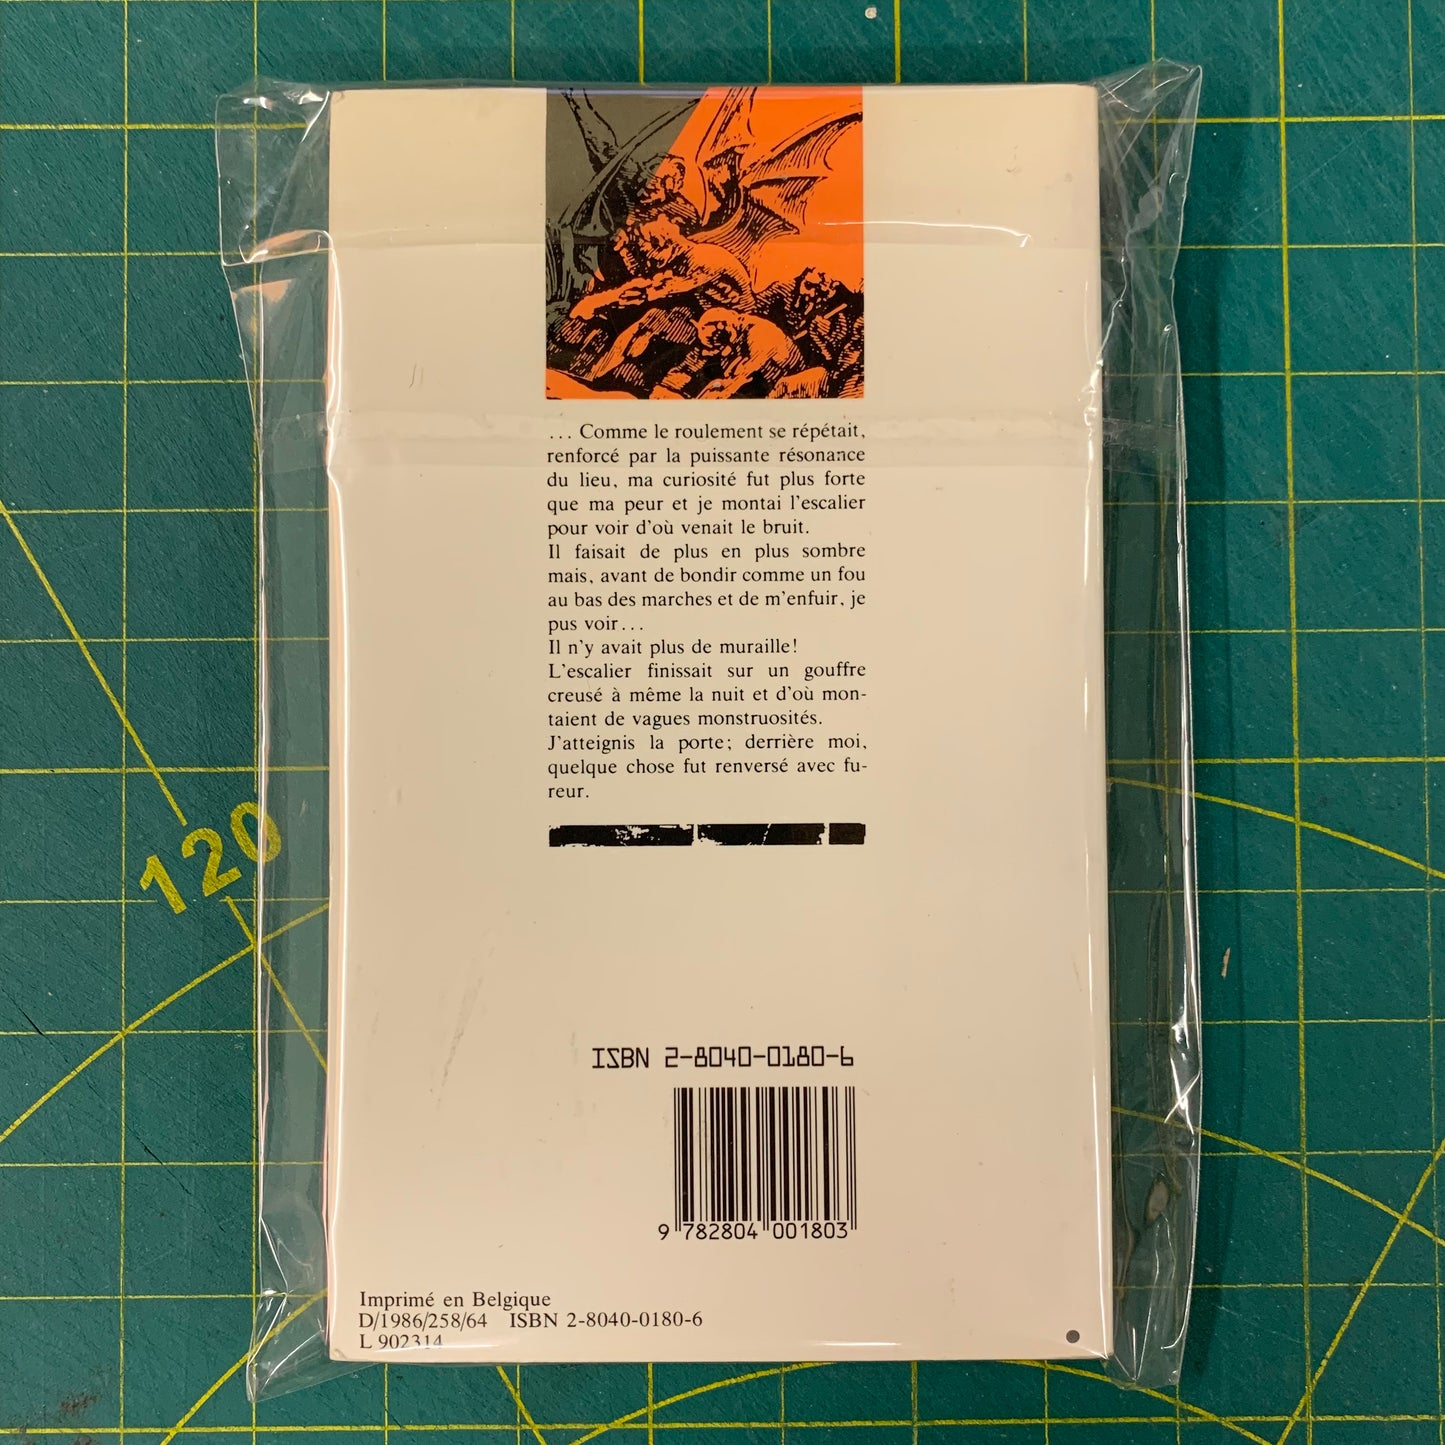 ... Comme le roulement se répétait,
renforcé par la puissante résonance
du lieu, ma curiosité fut plus forte
que ma peur et je montai l'escalier
pour voir d'où venait le bruit.
Il faisait de plus en plus sombre
mais, avant de bondir comme un fou
au bas des marches et de m'enfuir, je
pus voir...
Il n'y avait plus de muraille!
L'escalier finissait sur un gouffre
creusé à même la nuit et d'où mon-
taient de vagues monstruosités.
J'atteignis la porte; derrière moi,
quelque chose fut renversé avec fu-
reur.
120
ISBN 2-8040-0180-6
9 782804 001803
Imprimé en Belgique
D/1986/258/64 ISBN 2-8040-0180-6
L 902314